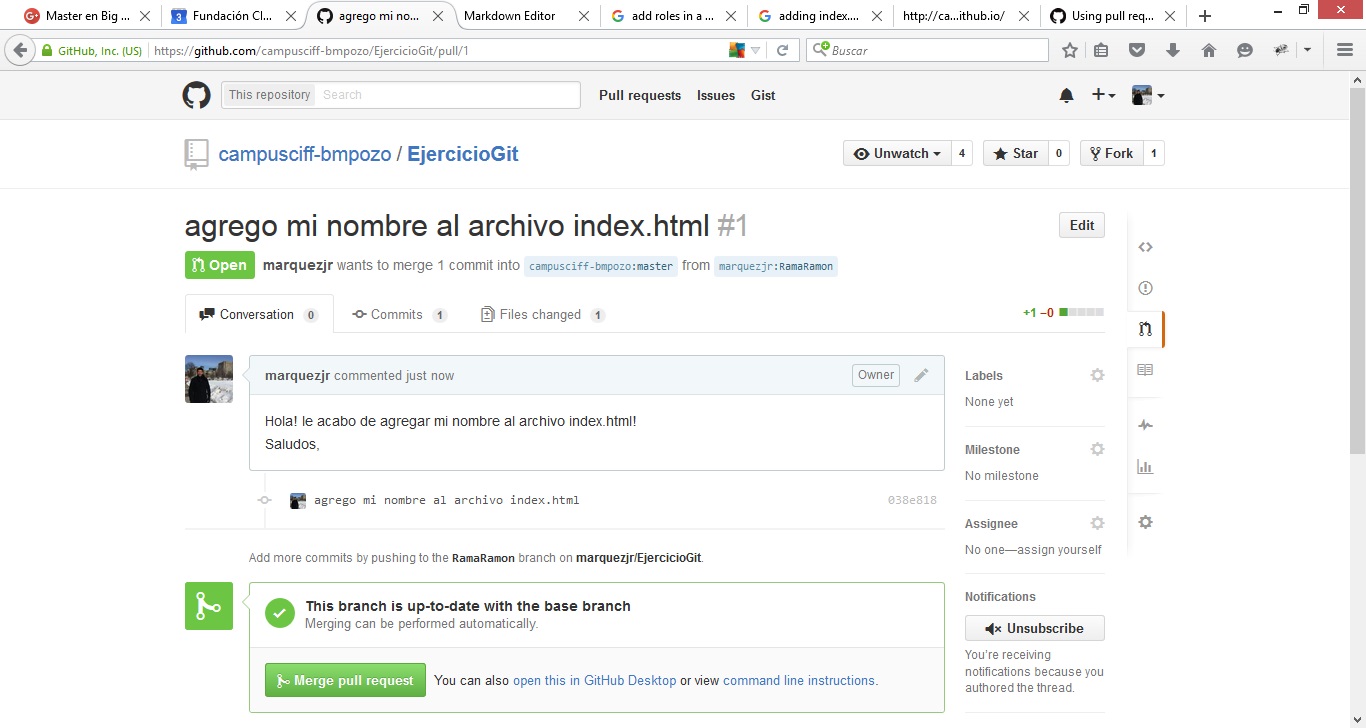 Master en Big ...
Fundación Cl...
agrego mi no...
Markdown Editor
add roles in a ...
adding index....
http://ca...ithub.io/
Using pull req...
GitHub, Inc. (US)
https://github.com/campusciff-bmpozo/EjercicioGit/pull/1
Buscar
This repository
Search
Pull requests Issues Gist
campusciff-bmpozo / EjercicioGit
Unwatch 4
Star 0
Fork 1
agrego mi nombre al archivo index.html #1
Edit
Open
marquezjr wants to merge 1 commit into campusciff-bmpozo:master from marquezjr:RamaRamon
Conversation 0
Commits 1
Files changed 1
+1 −0
marquezjr commented just now
Owner
Hola! le acabo de agregar mi nombre al archivo index.html!
Saludos,
agrego mi nombre al archivo index.html
038e818
Add more commits by pushing to the RamaRamon branch on marquezjr/EjercicioGit.
This branch is up-to-date with the base branch
Merging can be performed automatically.
Merge pull request
You can also open this in GitHub Desktop or view command line instructions.
Labels
None yet
Milestone
No milestone
Assignee
No one—assign yourself
Notifications
Unsubscribe
You're receiving
notifications because you
authored the thread.